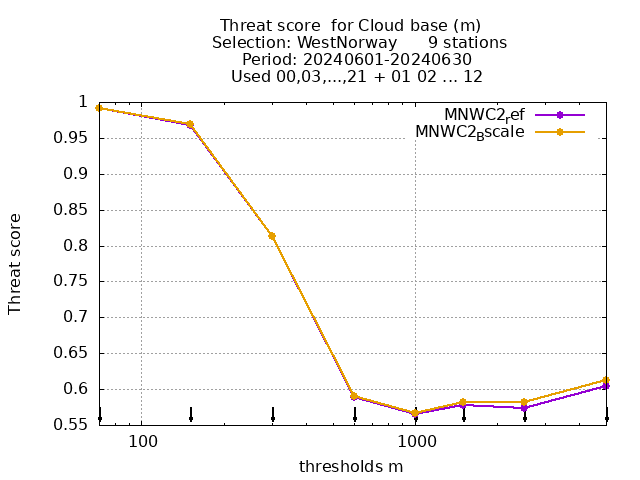 Threat score  for Cloud base (m)
Selection: WestNorway      9 stations
Period: 20240601-20240630
Used 00,03,...,21 + 01 02 ... 12
MNWC2ref
MNWC2Bscale
1
0.95
0.9
0.85
0.8
0.75
0.7
0.65
0.6
0.55
Threat score
100
1000
thresholds m